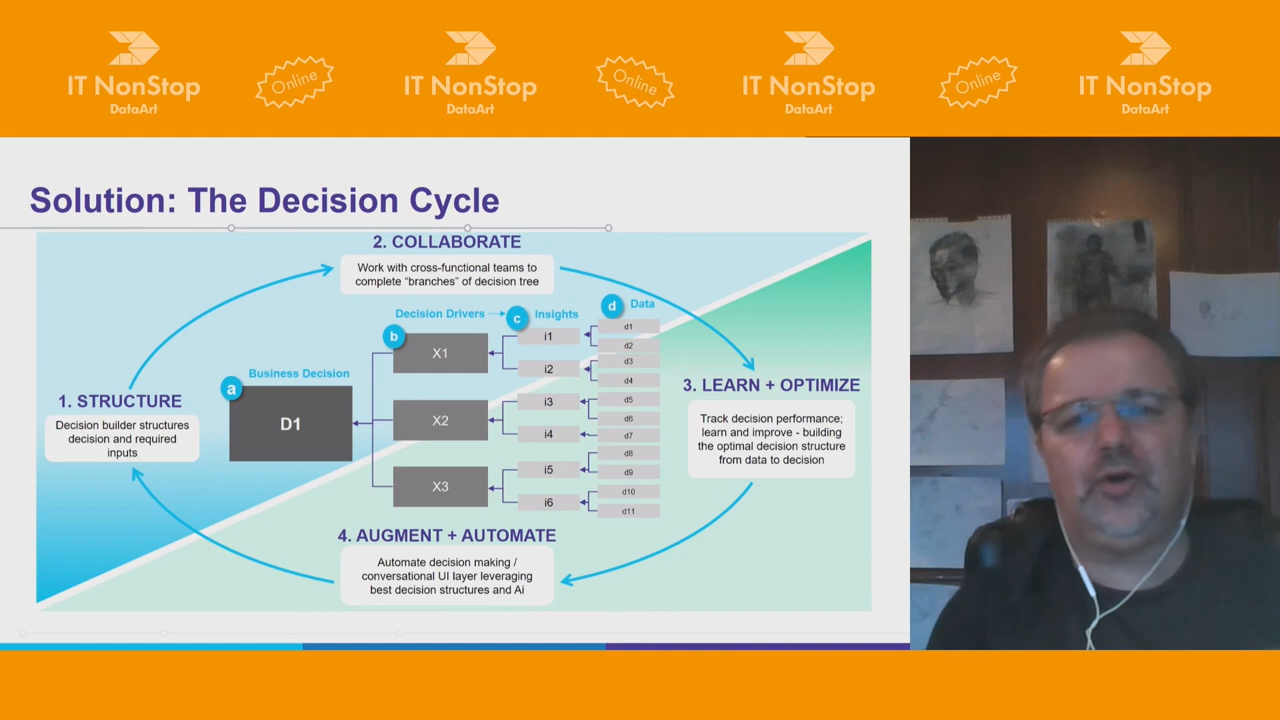 IT NonStop
DataArt
Online
IT NonStop
DataArt
Online
IT NonStop
DataArt
Online
IT NonStop
DataArt
Solution: The Decision Cycle
2. COLLABORATE
Work with cross-functional teams to
complete “branches” of decision tree
1. STRUCTURE
Decision builder structures
decision and required
inputs
a
Business Decision
D1
b
Decision Drivers
X1
X2
X3
c
Insights
i1
i2
i3
i4
i5
i6
d
Data
d1
d2
d3
d4
d5
d6
d7
d8
d9
d10
d11
3. LEARN + OPTIMIZE
Track decision performance;
learn and improve - building
the optimal decision structure
from data to decision
4. AUGMENT + AUTOMATE
Automate decision making /
conversational UI layer leveraging
best decision structures and Ai